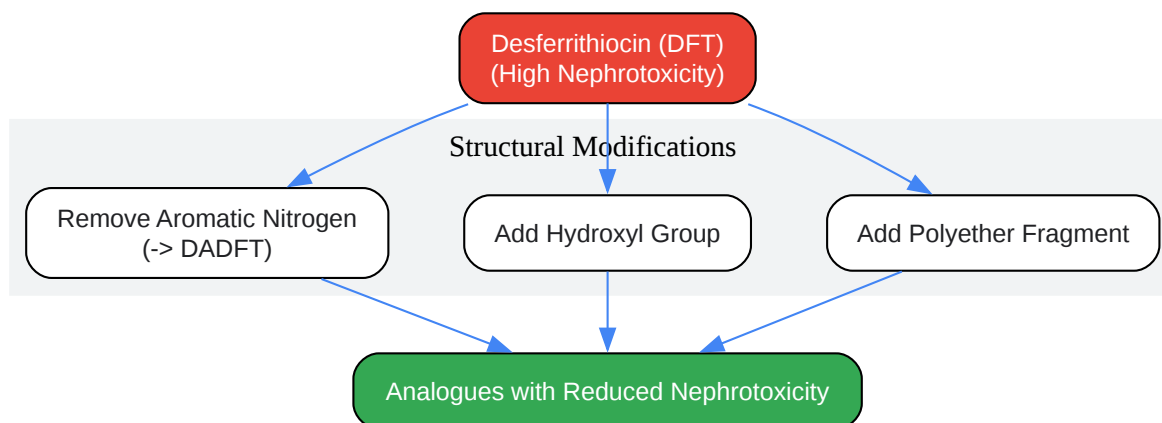 Desferrithiocin (DFT)
(High Nephrotoxicity)
Structural Modifications
Remove Aromatic Nitrogen
(-> DADFT)
Add Hydroxyl Group
Add Polyether Fragment
Analogues with Reduced Nephrotoxicity